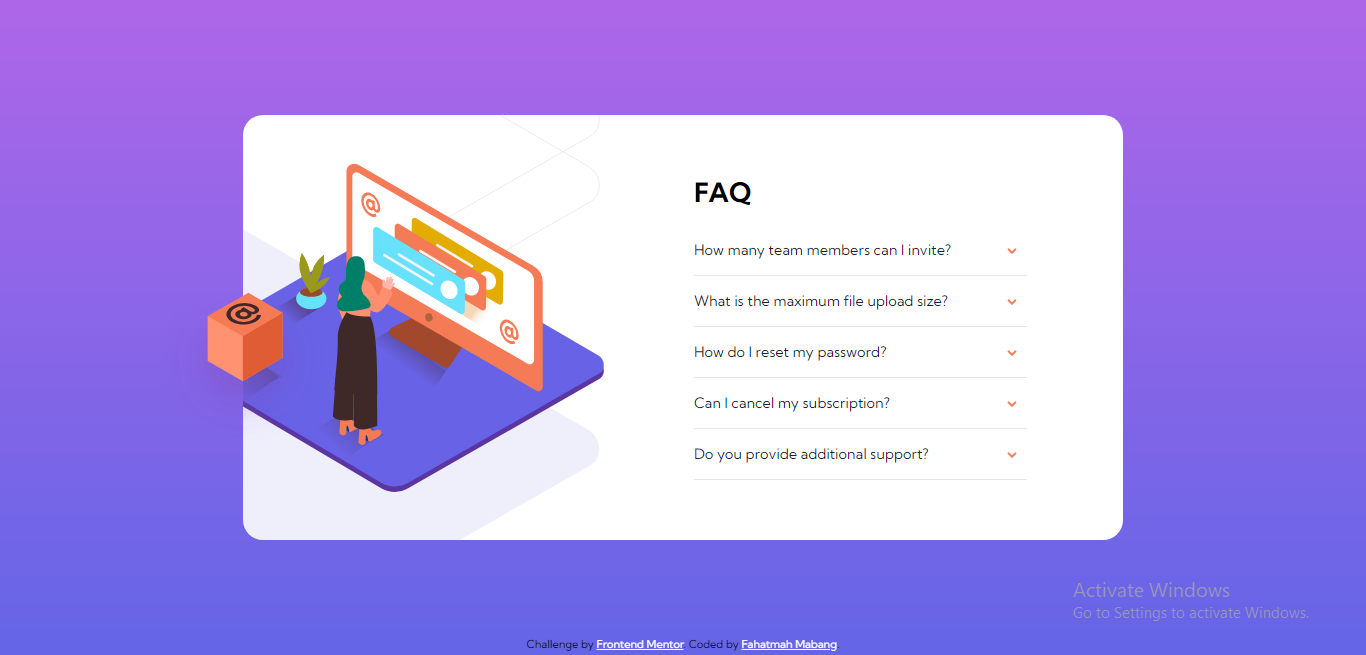 FAQ
How many team members can I invite?
What is the maximum file upload size?
How do I reset my password?
Can I cancel my subscription?
Do you provide additional support?
@
@
@
Activate Windows
Go to Settings to activate Windows.
Challenge by Frontend Mentor. Coded by Fahatmah Mabang